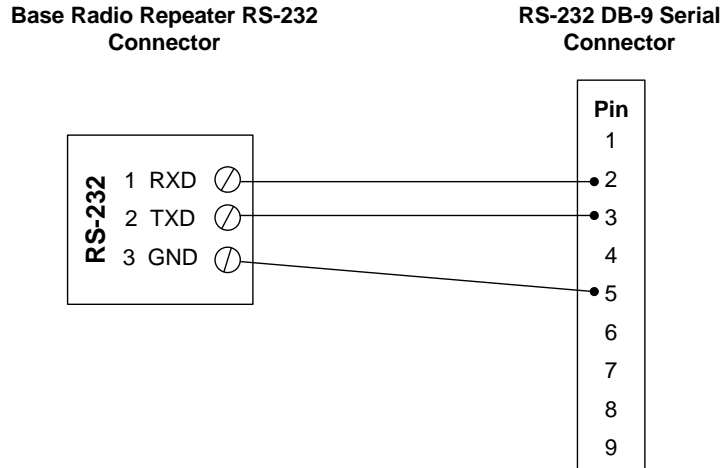 Base Radio Repeater RS-232
Connector
RS-232 DB-9 Serial
Connector
RS-232
1 RXD
2 TXD
3 GND
Pin
1
2
3
4
5
6
7
8
9